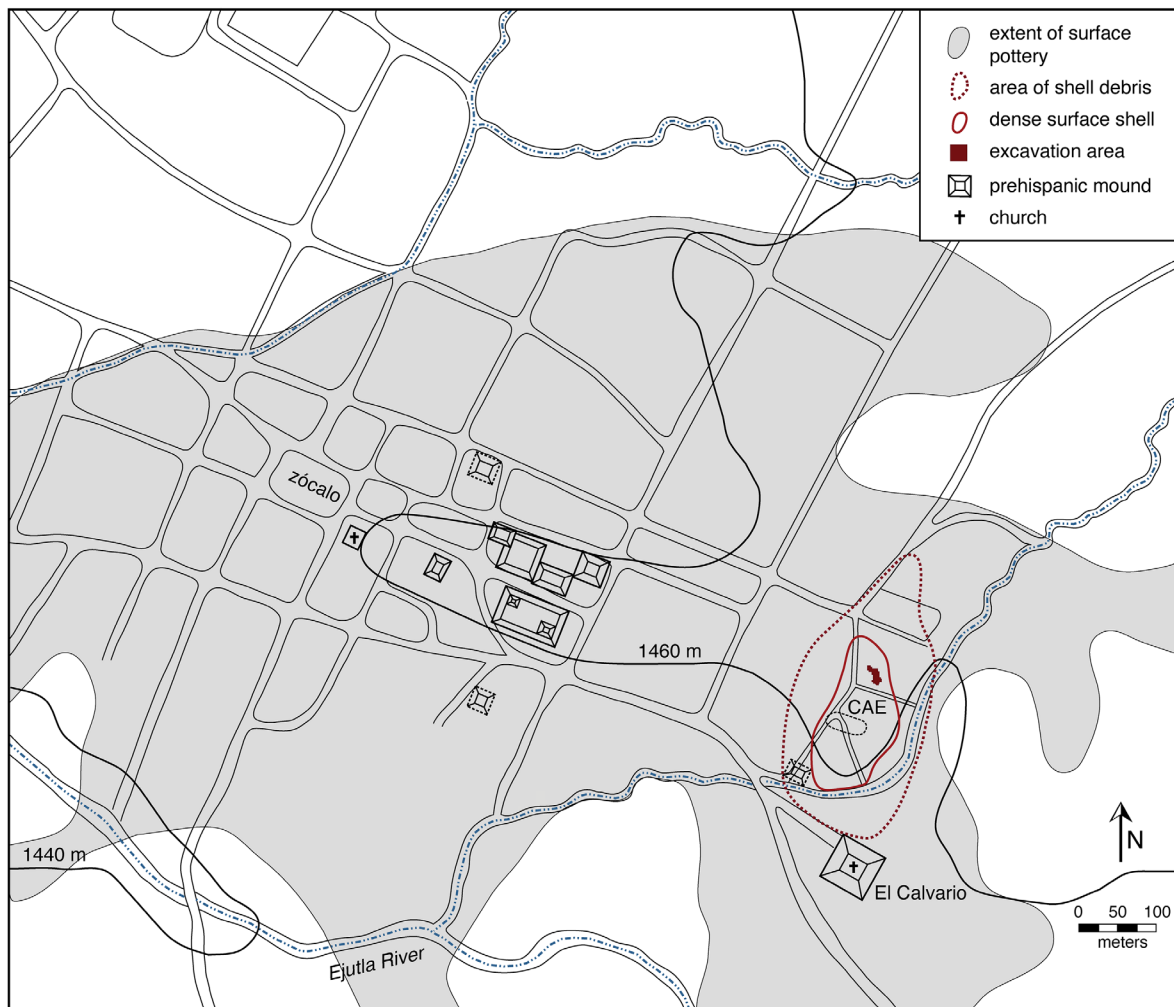 extent of surface
pottery
area of shell debris
dense surface shell
excavation area
prehispanic mound
church
zócalo
1460 m
CAE
1440 m
El Calvario
N
0 50 100
meters
Ejutla River